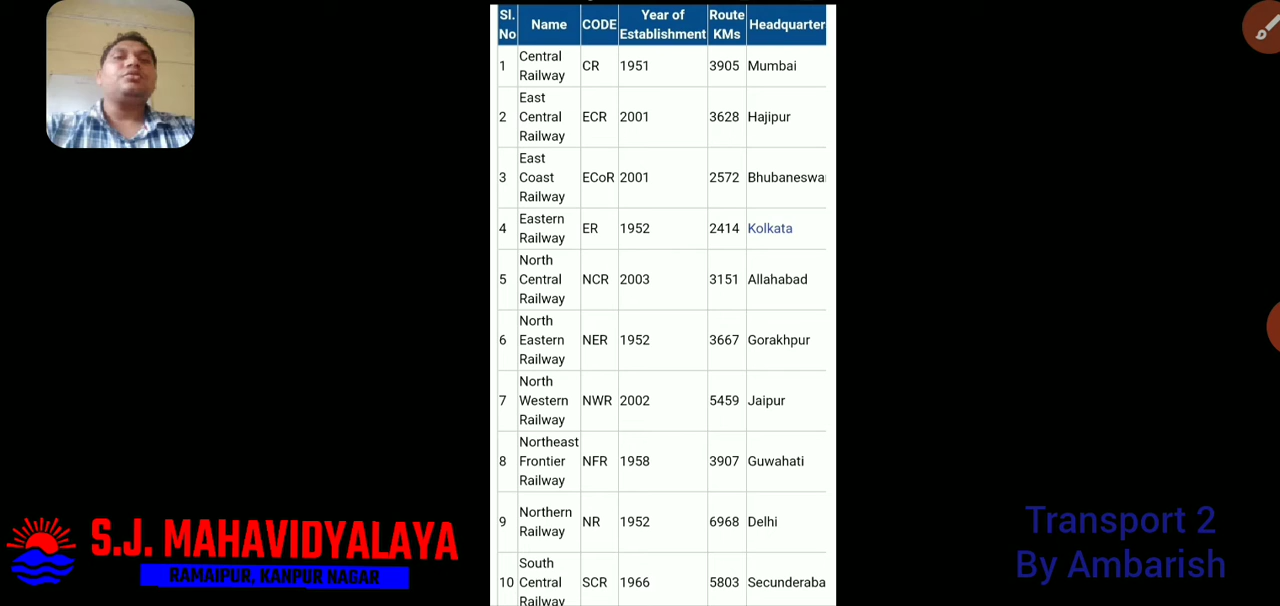 Sl. No Name CODE Year of Establishment Route KMs Headquarter
1 Central Railway CR 1951 3905 Mumbai
2 East Central Railway ECR 2001 3628 Hajipur
3 East Coast Railway ECoR 2001 2572 Bhubaneswa
4 Eastern Railway ER 1952 2414 Kolkata
5 North Central Railway NCR 2003 3151 Allahabad
6 North Eastern Railway NER 1952 3667 Gorakhpur
7 North Western Railway NWR 2002 5459 Jaipur
8 Northeast Frontier Railway NFR 1958 3907 Guwahati
9 Northern Railway NR 1952 6968 Delhi
10 South Central Railway SCR 1966 5803 Secunderaba
S.J. MAHAVIDYALAYA
RAMAIPUR, KANPUR NAGAR
Transport 2
By Ambarish